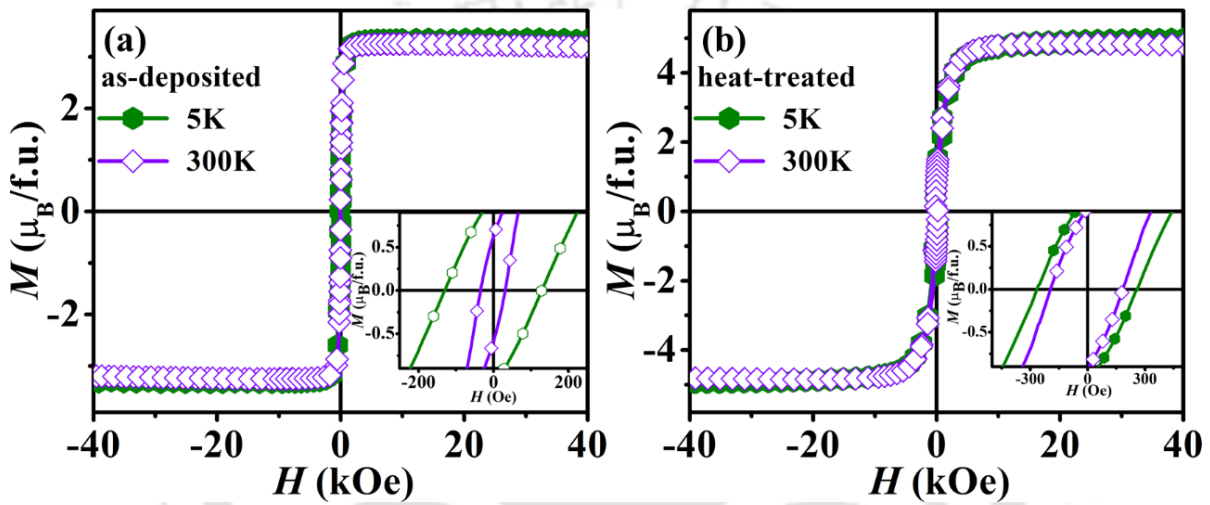 (a)
as-deposited
5K
300K
M (μB/f.u.)
2
0
-2
-40
-20
0
20
40
H (kOe)
M (μB/f.u.)
0.5
0.0
-0.5
-200
0
200
H (Oe)
(b)
heat-treated
5K
300K
M (μB/f.u.)
4
2
0
-2
-4
-40
-20
0
20
40
H (kOe)
M (μB/f.u.)
0.5
0.0
-0.5
-300
0
300
H (Oe)